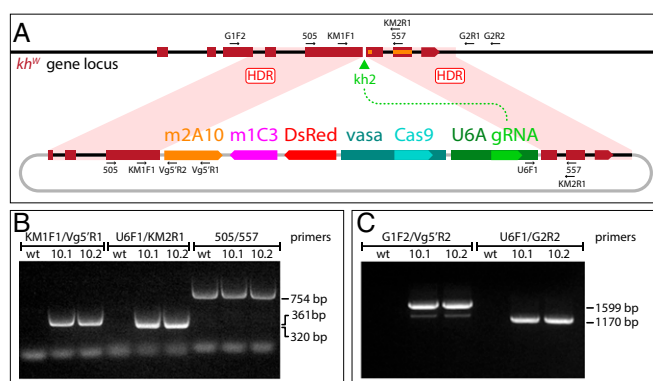 A
G1F2 505 KM1F1 KM2R1 557 G2R1 G2R2
khʷ gene locus
HDR kh2 HDR
m2A10 m1C3 DsRed vasa Cas9 U6A gRNA
505 KM1F1 Vg5'R2 Vg5'R1 U6F1 557
KM2R1
B
KM1F1/Vg5'R1 U6F1/KM2R1 505/557 primers
wt 10.1 10.2 wt 10.1 10.2 wt 10.1 10.2
754 bp
361bp
320 bp
C
G1F2/Vg5'R2 U6F1/G2R2 primers
wt 10.1 10.2 wt 10.1 10.2
1599 bp
1170 bp